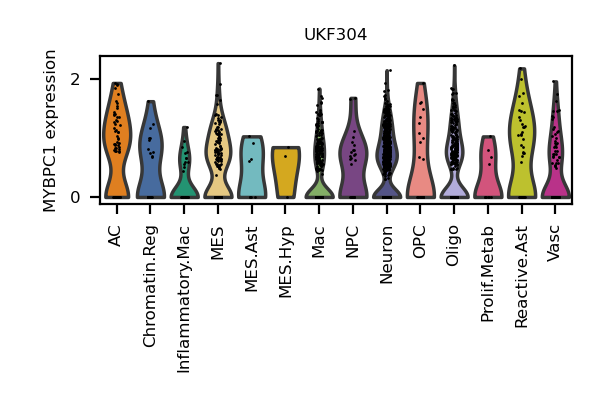 UKF304
MYBPC1 expression
2
0
AC
Chromatin.Reg
Inflammatory.Mac
MES
MES.Ast
MES.Hyp
Mac
NPC
Neuron
OPC
Oligo
Prolif.Metab
Reactive.Ast
Vasc